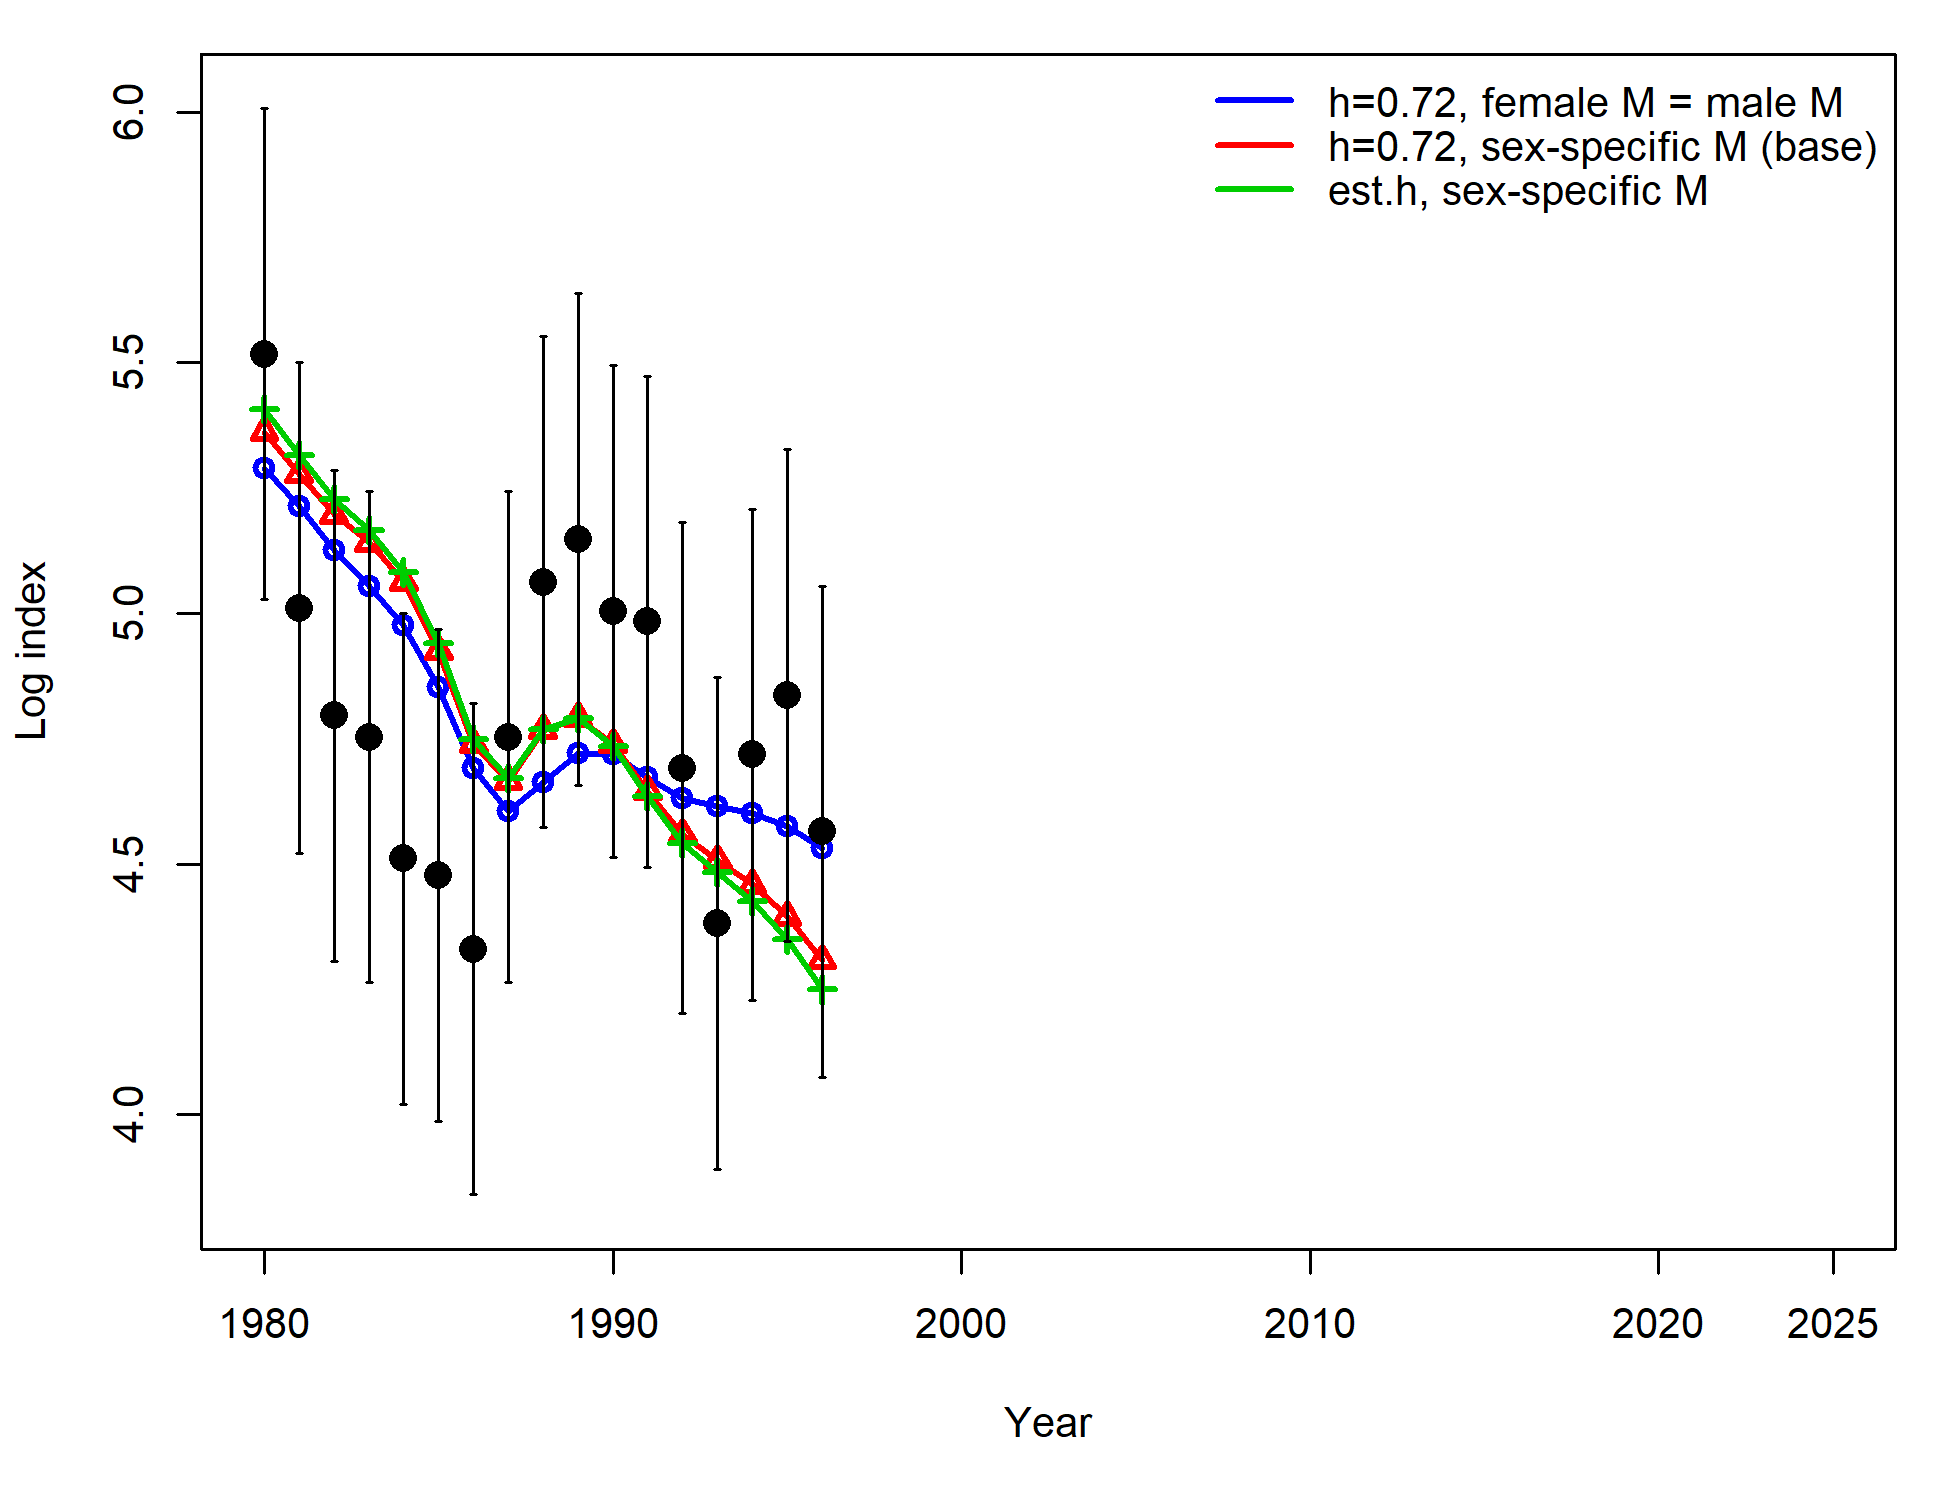 h=0.72, female M = male M
h=0.72, sex-specific M (base)
est.h, sex-specific M
Log index
6.0
5.5
5.0
4.5
4.0
1980 1990 2000 2010 2020 2025
Year